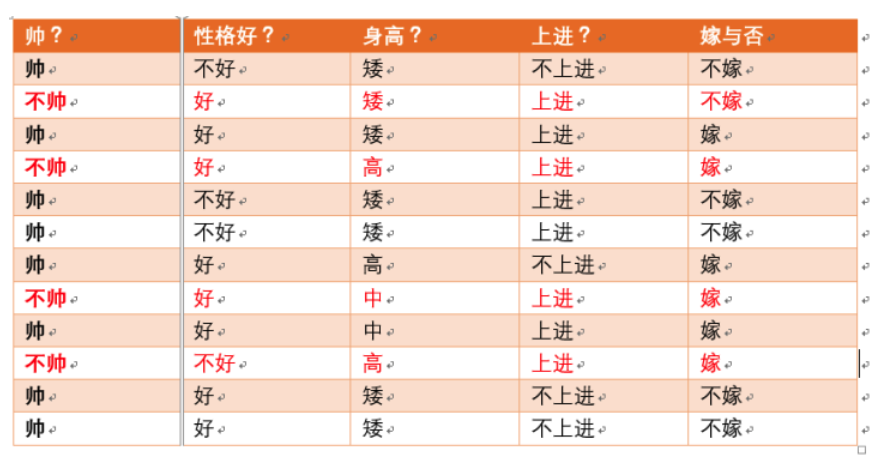 帅？ 性格好？ 身高？ 上进？ 嫁与否
帅 不好 矮 不上进 不嫁
不帅 好 矮 上进 不嫁
帅 好 矮 上进 嫁
不帅 好 高 上进 嫁
帅 不好 矮 上进 不嫁
帅 不好 矮 上进 不嫁
帅 好 高 不上进 嫁
不帅 好 中 上进 嫁
帅 好 中 上进 嫁
不帅 不好 高 上进 嫁
帅 好 矮 不上进 不嫁
帅 好 矮 不上进 不嫁